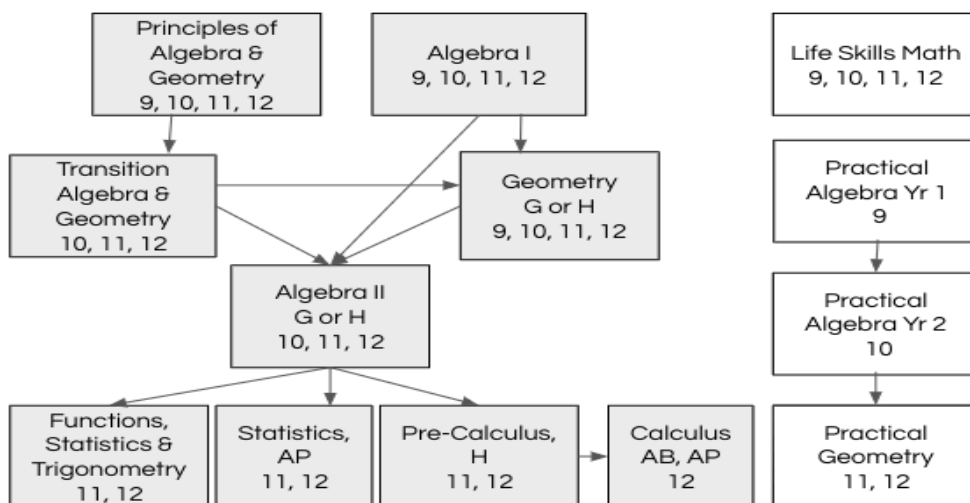 Principles of
Algebra &
Geometry
9, 10, 11, 12
Algebra I
9, 10, 11, 12
Life Skills Math
9, 10, 11, 12
Transition
Algebra &
Geometry
10, 11, 12
Geometry
G or H
9, 10, 11, 12
Practical
Algebra Yr 1
9
Algebra II
G or H
10, 11, 12
Practical
Algebra Yr 2
10
Functions,
Statistics &
Trigonometry
11, 12
Statistics,
AP
11, 12
Pre-Calculus,
H
11, 12
Calculus
AB, AP
12
Practical
Geometry
11, 12